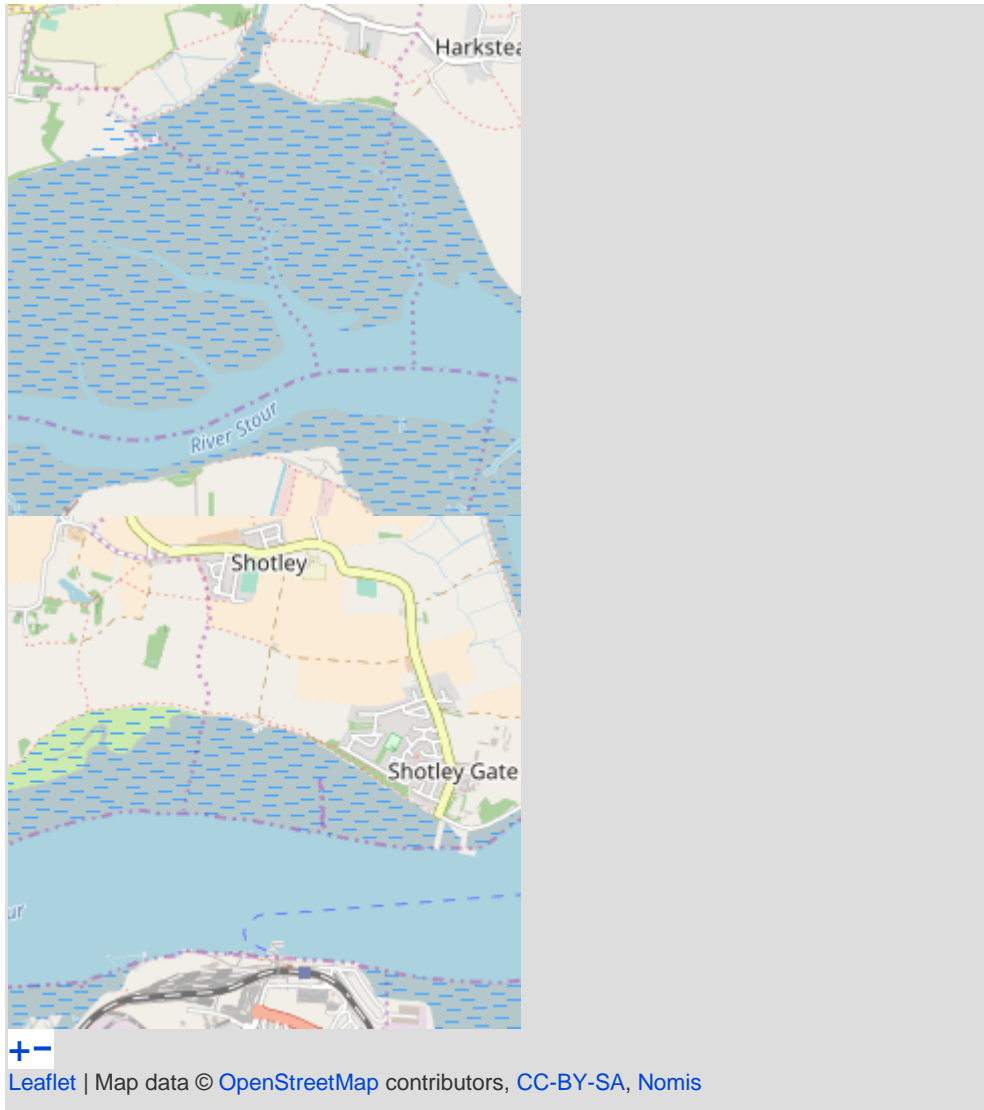 Harkstea
River Stour
Shotley
Shotley Gate
ur
+−
Leaflet | Map data © OpenStreetMap contributors, CC-BY-SA, Nomis